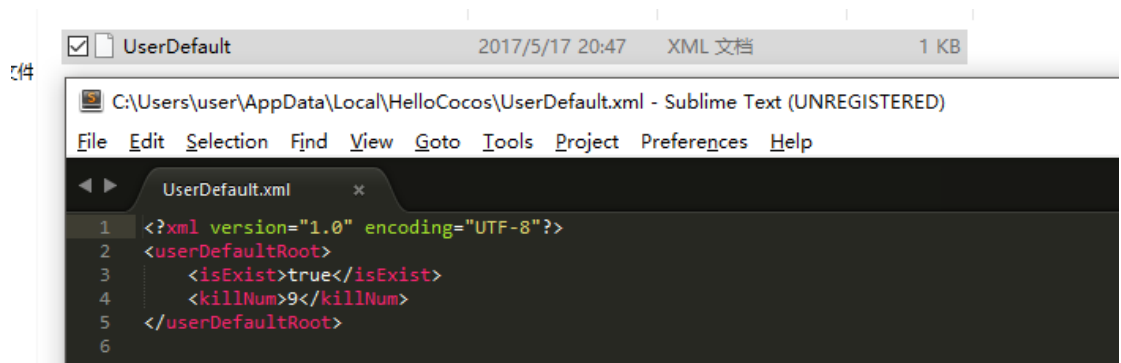 UserDefault 2017/5/17 20:47 XML 文档 1 KB
文件
C:\Users\user\AppData\Local\HelloCocos\UserDefault.xml - Sublime Text (UNREGISTERED)
File Edit Selection Find View Goto Tools Project Preferences Help
UserDefault.xml ×
1 <?xml version="1.0" encoding="UTF-8"?>
2 <userDefaultRoot>
3 <isExist>true</isExist>
4 <killNum>9</killNum>
5 </userDefaultRoot>
6